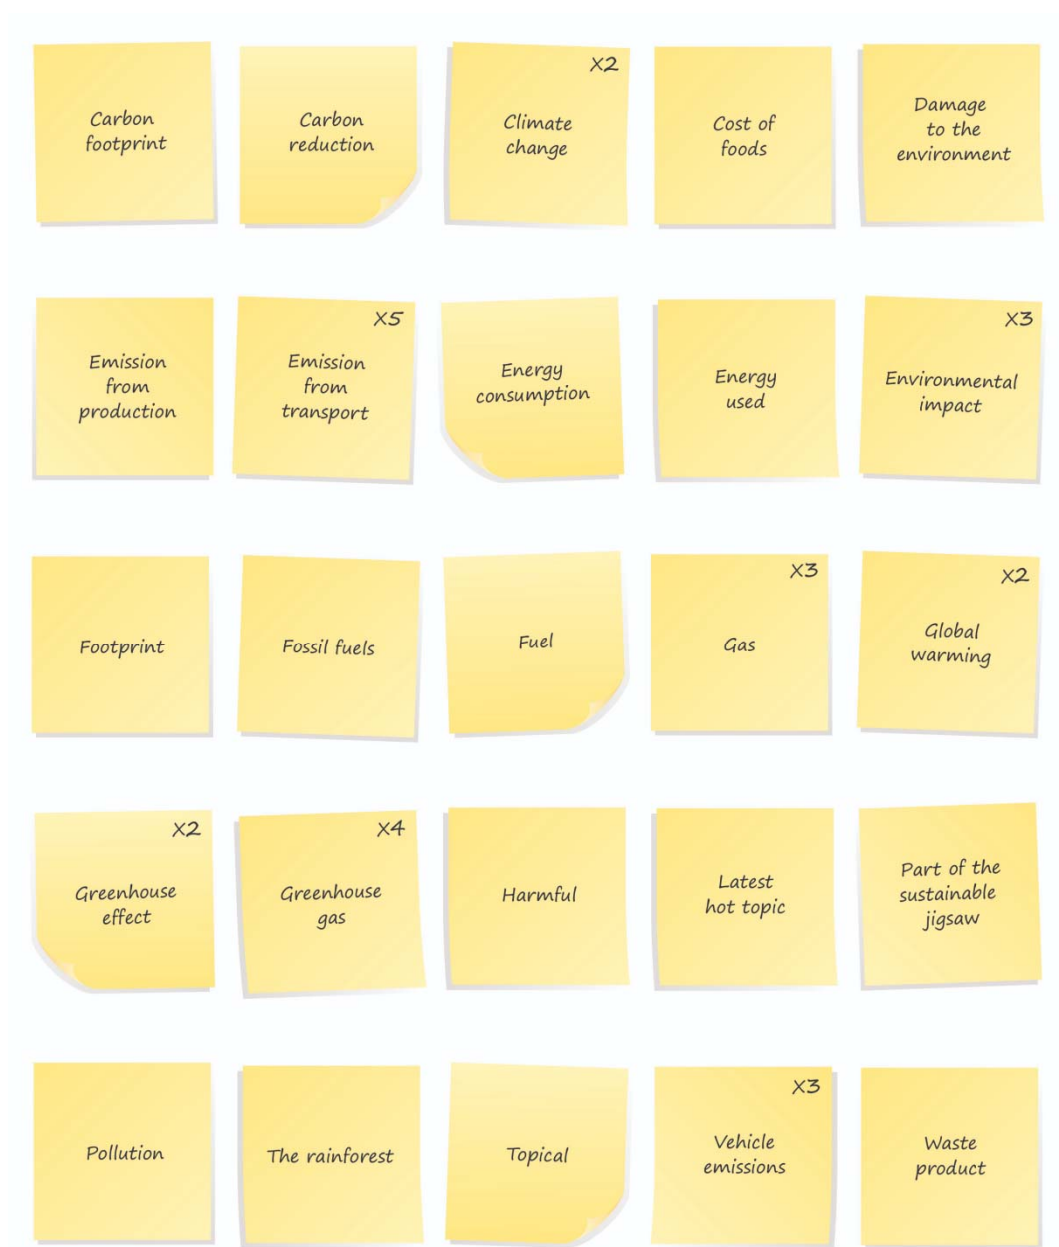 Carbon
footprint
Carbon
reduction
X2
Climate
change
Cost of
foods
Damage
to the
environment
Emission
from
production
X5
Emission
from
transport
Energy
consumption
Energy
used
X3
Environmental
impact
Footprint
Fossil fuels
Fuel
X3
Gas
X2
Global
warming
X2
Greenhouse
effect
X4
Greenhouse
gas
Harmful
Latest
hot topic
Part of the
sustainable
jigsaw
Pollution
The rainforest
Topical
X3
Vehicle
emissions
Waste
product